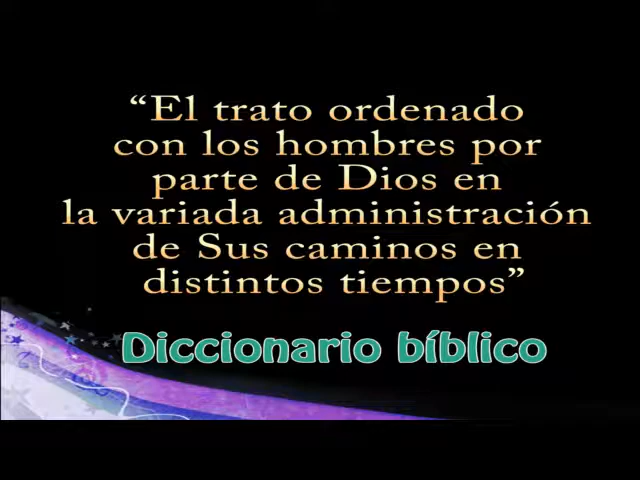 “El trato ordenado
con los hombres por
parte de Dios en
la variada administración
de Sus caminos en
distintos tiempos”
Diccionario bíblico